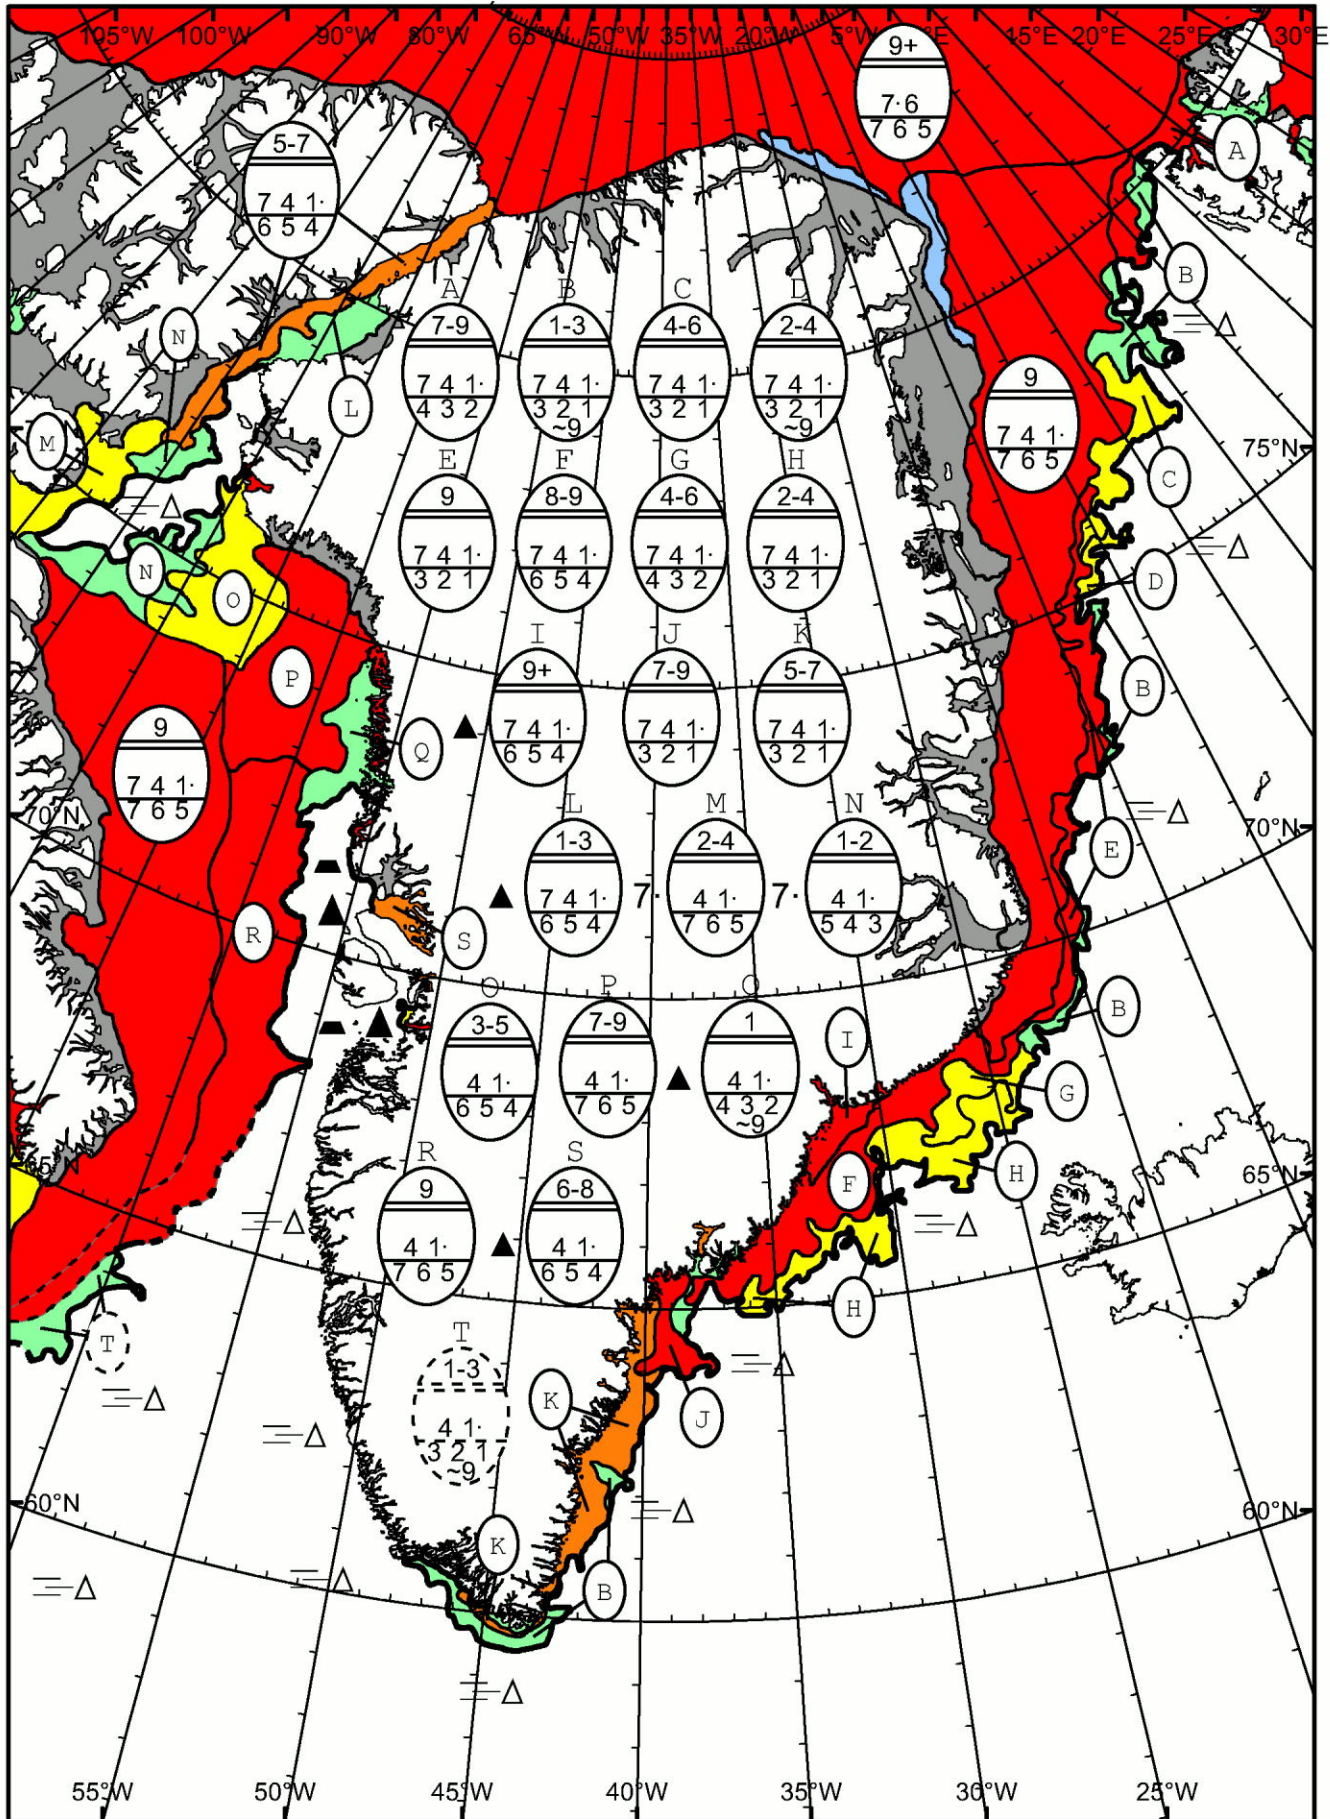 105°W 100°W 90°W 80°W 65°W 50°W 35°W 20°W 5°W 15°E 20°E 25°E 30°E
9+
7·6
7 6 5
5-7
7 4 1·
6 5 4
A
B
N
A B C D
7-9 1-3 4-6 2-4
7 4 1· 7 4 1· 7 4 1· 7 4 1·
4 3 2 3 2 1 3 2 1 3 2 1
~9 ~9
9
7 4 1·
7 6 5
L
M
75°N
C
E F G H
9 8-9 4-6 2-4
7 4 1· 7 4 1· 7 4 1· 7 4 1·
3 2 1 6 5 4 4 3 2 3 2 1
N
O
D
I J K
9+ 7-9 5-7
7 4 1· 7 4 1· 7 4 1·
6 5 4 3 2 1 3 2 1
P
B
Q
9
7 4 1·
7 6 5
70°N
70°N
L M N
1-3 2-4 1-2
7 4 1· 7· 4 1· 7· 4 1·
6 5 4 7 6 5 5 4 3
E
R
S
O P Q
3-5 7-9 1
4 1· 4 1· 4 1·
6 5 4 7 6 5 4 3 2
~9
I
B
G
H
F
65°N
R S
9 6-8
4 1· 4 1·
7 6 5 6 5 4
H
T
T
1-3
4 1·
3 2 1
~9
K
J
60°N
60°N
K
B
55°W 50°W 45°W 40°W 35°W 30°W 25°W